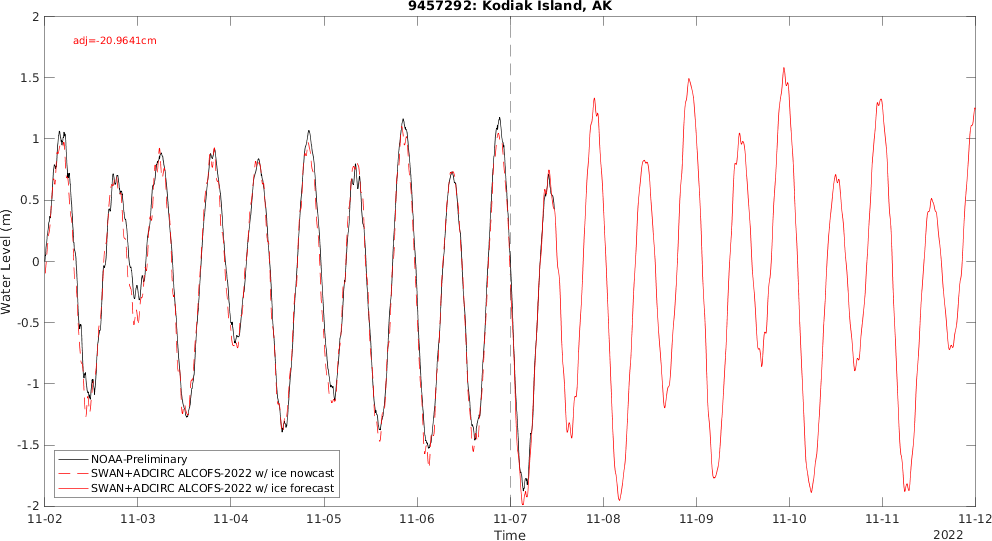 9457292: Kodiak Island, AK
adj=-20.9641cm
2
1.5
1
0.5
0
-0.5
-1
-1.5
-2
Water Level (m)
NOAA-Preliminary
SWAN+ADCIRC ALCOFS-2022 w/ ice nowcast
SWAN+ADCIRC ALCOFS-2022 w/ ice forecast
11-02 11-03 11-04 11-05 11-06 11-07 11-08 11-09 11-10 11-11 11-12
Time
2022